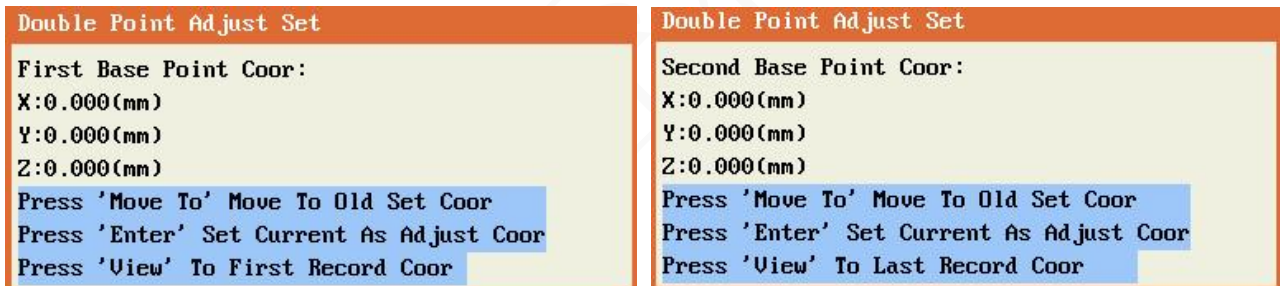 Double Point Adjust Set
First Base Point Coor:
X:0.000(mm)
Y:0.000(mm)
Z:0.000(mm)
Press 'Move To' Move To Old Set Coor
Press 'Enter' Set Current As Adjust Coor
Press 'View' To First Record Coor
Double Point Adjust Set
Second Base Point Coor:
X:0.000(mm)
Y:0.000(mm)
Z:0.000(mm)
Press 'Move To' Move To Old Set Coor
Press 'Enter' Set Current As Adjust Coor
Press 'View' To Last Record Coor